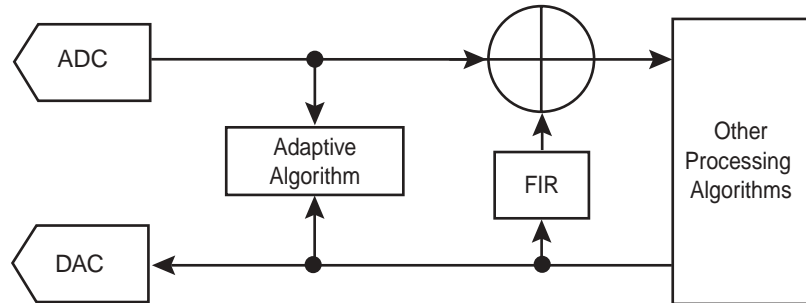 ADC
Adaptive
Algorithm
FIR
Other
Processing
Algorithms
DAC